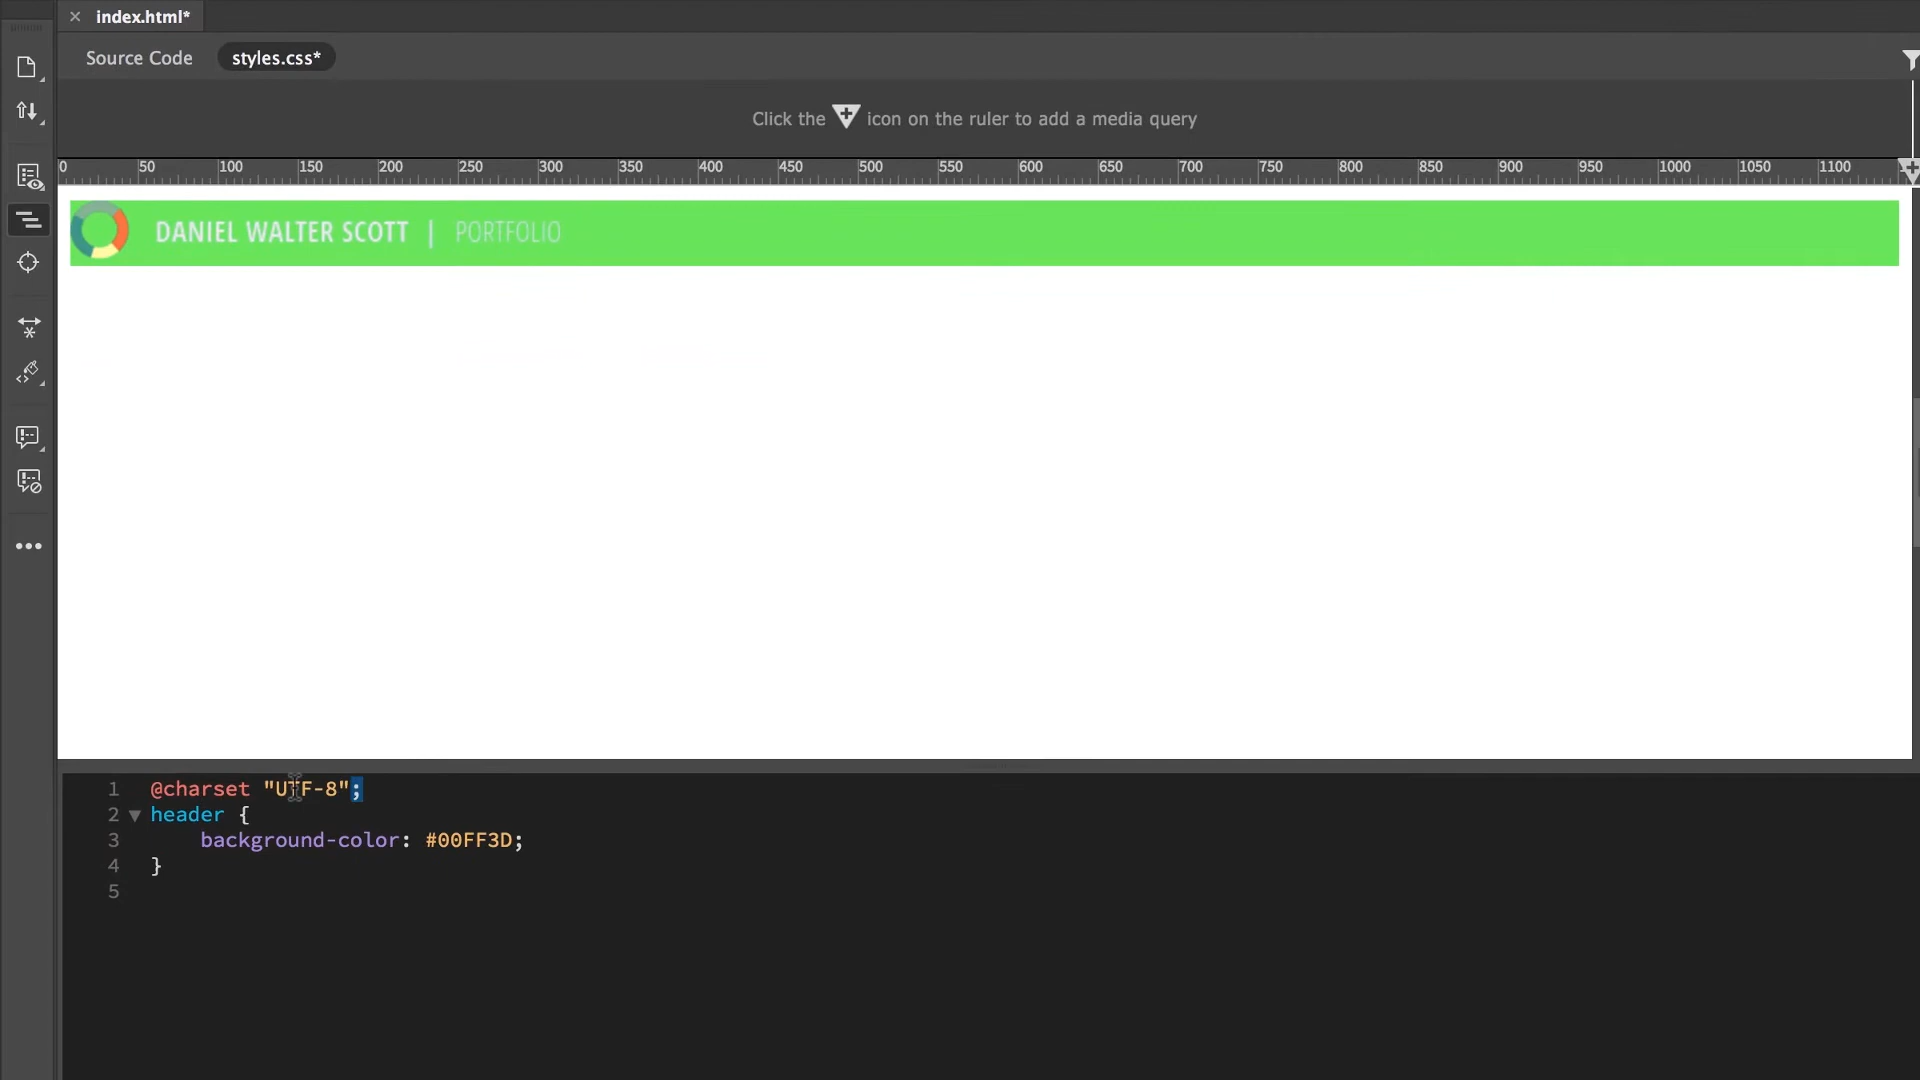 index.html*
Source Code styles.css*
Click the icon on the ruler to add a media query
0 50 100 150 200 250 300 350 400 450 500 550 600 650 700 750 800 850 900 950 1000 1050 1100
DANIEL WALTER SCOTT | PORTFOLIO
1 @charset "UTF-8";
2 header {
3 background-color: #00FF3D;
4 }
5